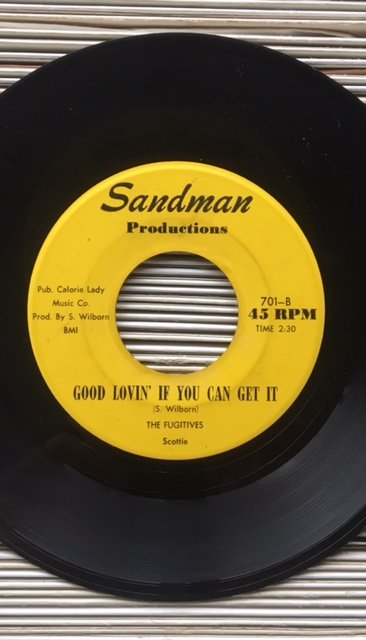 Sandman
Productions
Pub. Calorie Lady
Music Co.
Prod. By S. Wilborn
BMI
701-B
45 RPM
TIME 2:30
GOOD LOVIN' IF YOU CAN GET IT
(S. Wilborn)
THE FUGITIVES
Scottie